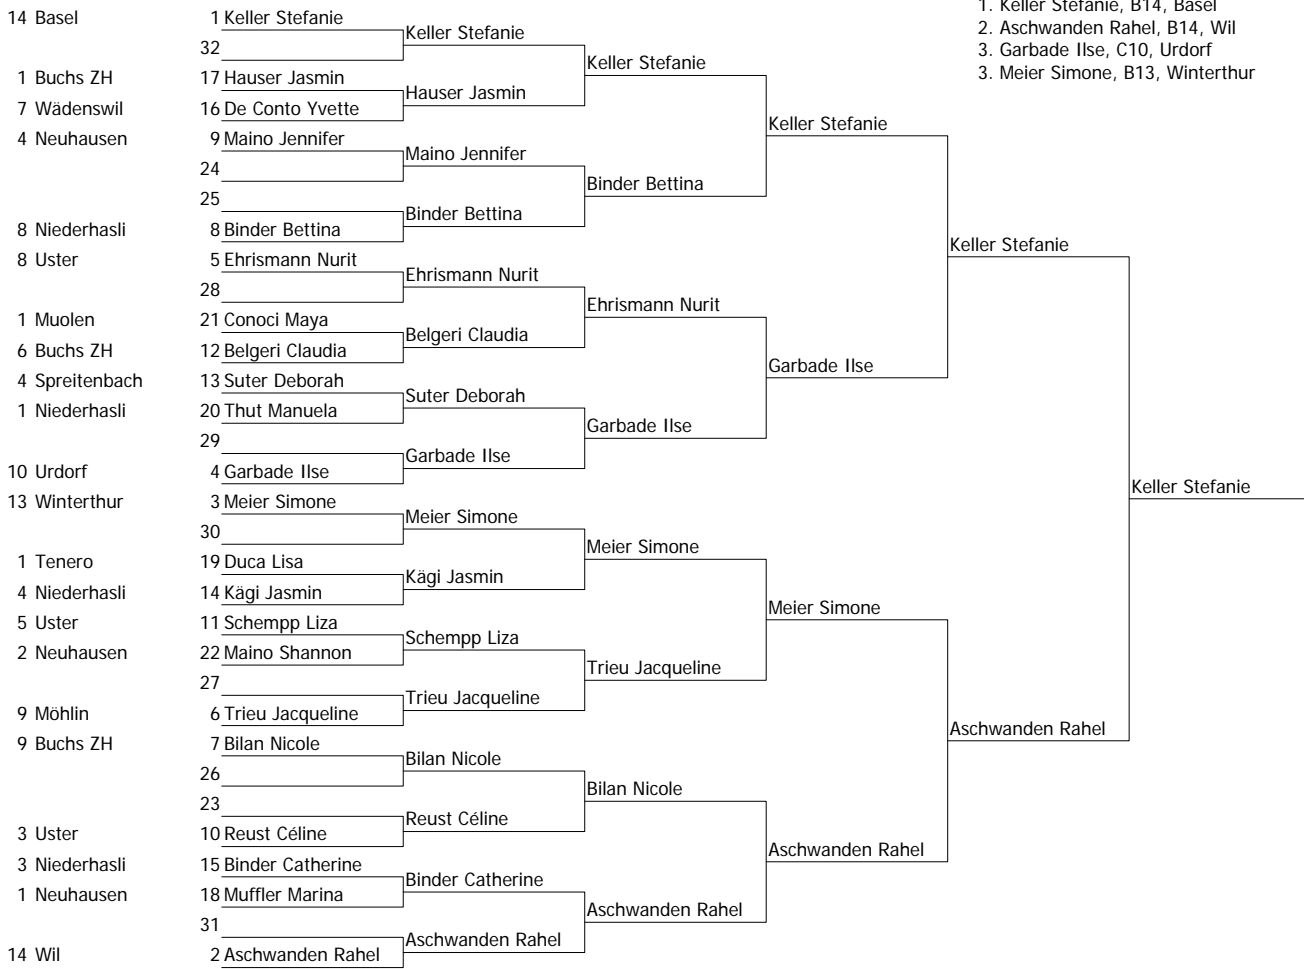 1. Keller Stefanie, B14, Basel
2. Aschwanden Rahel, B14, Wil
3. Garbade Ilse, C10, Urdorf
3. Meier Simone, B13, Winterthur
14 Basel 1 Keller Stefanie
Keller Stefanie
32
Keller Stefanie
1 Buchs ZH 17 Hauser Jasmin
Hauser Jasmin
7 Wädenswil 16 De Conto Yvette
Keller Stefanie
4 Neuhausen 9 Maino Jennifer
Maino Jennifer
24
Binder Bettina
25
Binder Bettina
8 Niederhasli 8 Binder Bettina
Keller Stefanie
8 Uster 5 Ehrismann Nurit
Ehrismann Nurit
28
Ehrismann Nurit
1 Muolen 21 Conoci Maya
Belgeri Claudia
6 Buchs ZH 12 Belgeri Claudia
Garbade Ilse
4 Spreitenbach 13 Suter Deborah
Suter Deborah
1 Niederhasli 20 Thut Manuela
Garbade Ilse
29
Garbade Ilse
10 Urdorf 4 Garbade Ilse
Keller Stefanie
13 Winterthur 3 Meier Simone
Meier Simone
30
Meier Simone
1 Tenero 19 Duca Lisa
Kägi Jasmin
4 Niederhasli 14 Kägi Jasmin
Meier Simone
5 Uster 11 Schempp Liza
Schempp Liza
2 Neuhausen 22 Maino Shannon
Trieu Jacqueline
27
Trieu Jacqueline
9 Möhlin 6 Trieu Jacqueline
Aschwanden Rahel
9 Buchs ZH 7 Bilan Nicole
Bilan Nicole
26
Bilan Nicole
23
Reust Céline
3 Uster 10 Reust Céline
Aschwanden Rahel
3 Niederhasli 15 Binder Catherine
Binder Catherine
1 Neuhausen 18 Muffler Marina
Aschwanden Rahel
31
Aschwanden Rahel
14 Wil 2 Aschwanden Rahel